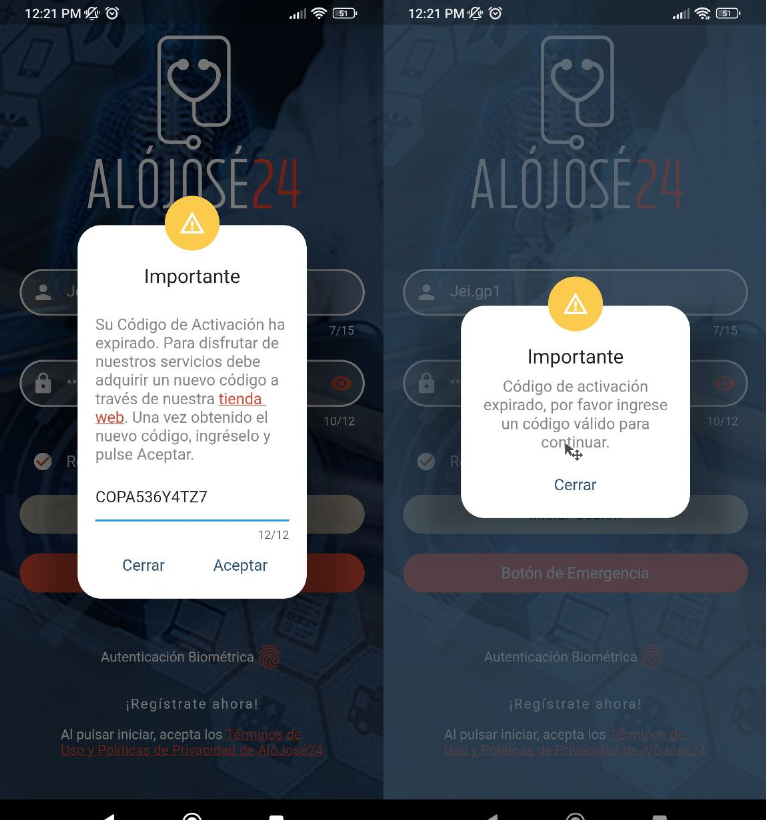 12:21 PM
51
ALÓJOSÉ24
Importante
Su Código de Activación ha
expirado. Para disfrutar de
nuestros servicios debe
adquirir un nuevo código a
través de nuestra tienda
web. Una vez obtenido el
nuevo código, ingréselo y
pulse Aceptar.
COPA536Y4TZ7
12/12
Cerrar
Aceptar
7/15
10/12
Autenticación Biométrica
¡Regístrate ahora!
Al pulsar iniciar, acepta los Términos de
Uso y Políticas de Privacidad de AlóJosé24
12:21 PM
51
ALÓJOSÉ24
Jei.gp1
7/15
Importante
Código de activación
expirado, por favor ingrese
un código válido para
continuar.
Cerrar
10/12
Botón de Emergencia
Autenticación Biométrica
¡Regístrate ahora!
Al pulsar iniciar, acepta los Términos de
Uso y Políticas de Privacidad de AlóJosé24